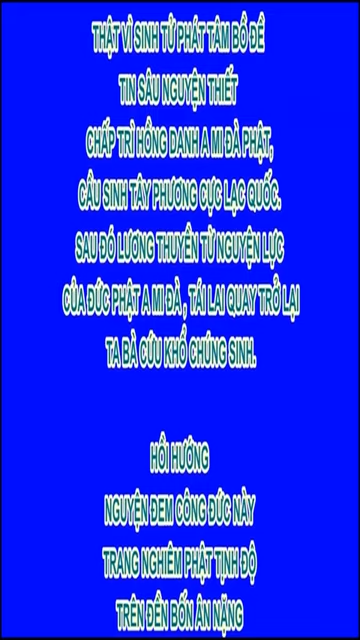 THẬT VÌ SINH TỬ PHÁT TÂM BỒ ĐỀ
TIN SÂU NGUYỆN THIẾT
CHẤP TRÌ HỒNG DANH A MI ĐÀ PHẬT,
CẦU SINH TÂY PHƯƠNG CỰC LẠC QUỐC.
SAU ĐÓ LƯƠNG THUYỀN TỪ NGUYỆN LỰC
CỦA ĐỨC PHẬT A MI ĐÀ , TÁI LAI QUAY TRỞ LẠI
TA BÀ CỨU KHỔ CHÚNG SINH.
HỒI HƯỚNG
NGUYỆN ĐEM CÔNG ĐỨC NÀY
TRANG NGHIÊM PHẬT TỊNH ĐỘ
TRÊN ĐỀN BỐN ÂN NẶNG